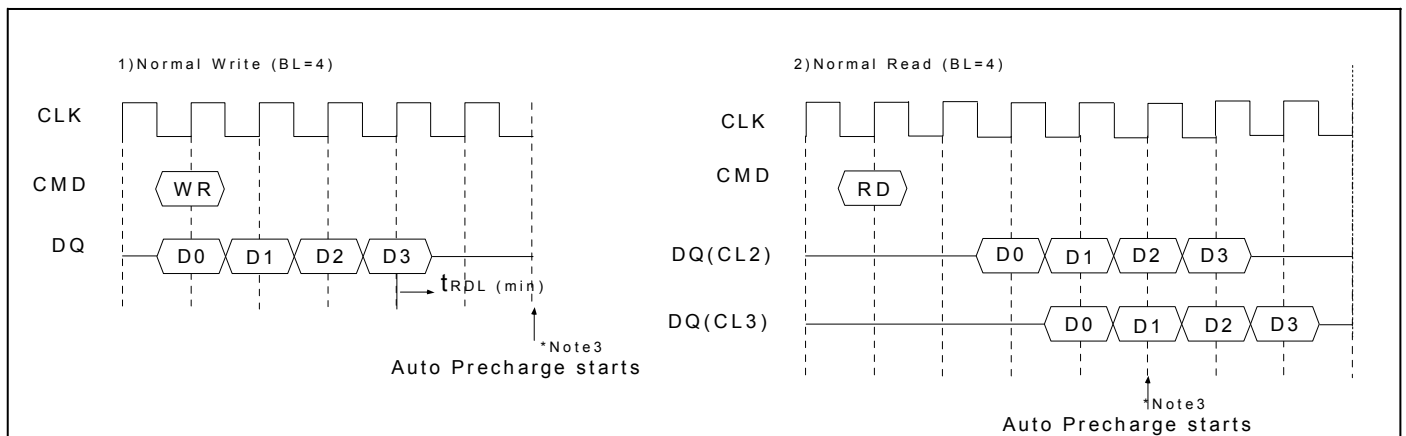 1)Normal Write (BL=4)
CLK
CMD
WR
DQ
D0 D1 D2 D3
tRDL (min)
*Note3
Auto Precharge starts
2)Normal Read (BL=4)
CLK
CMD
RD
DQ(CL2)
D0 D1 D2 D3
DQ(CL3)
D0 D1 D2 D3
*Note3
Auto Precharge starts